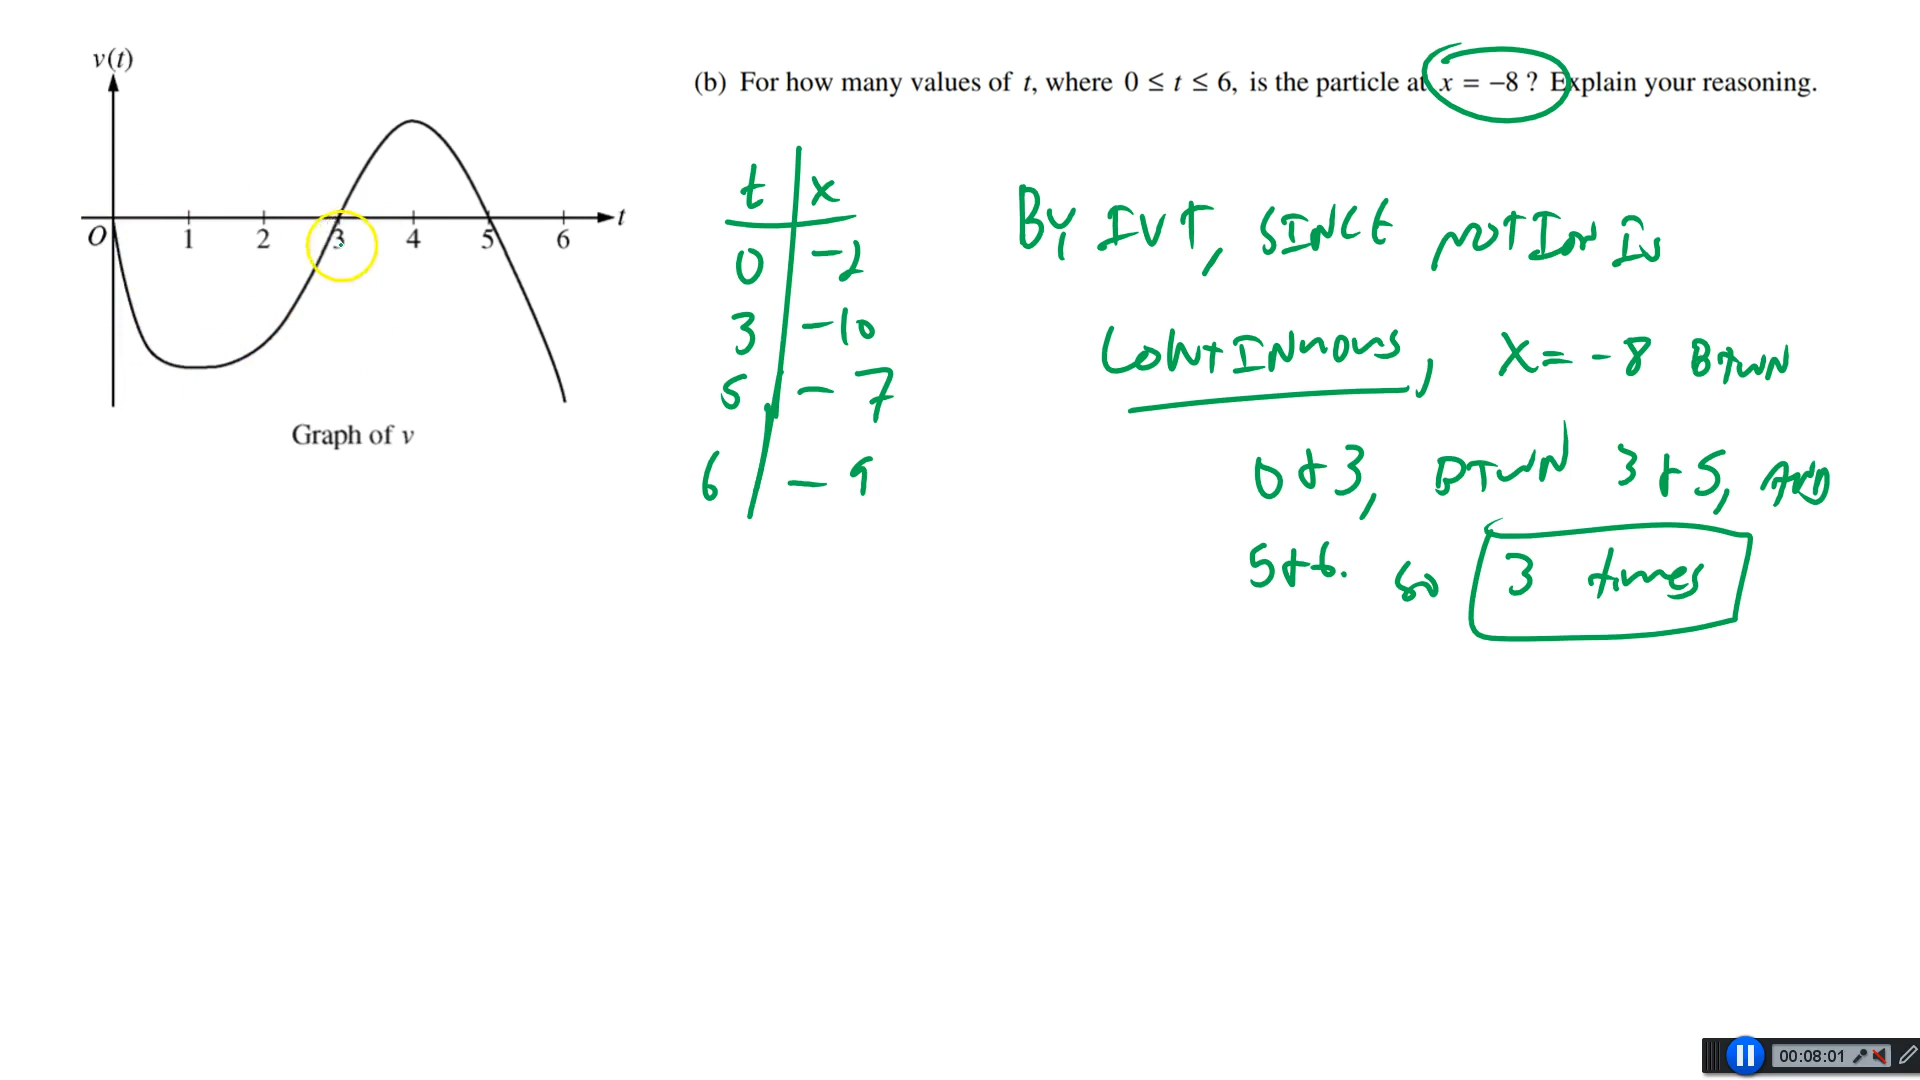 v(t)
(b) For how many values of t, where 0 ≤ t ≤ 6, is the particle at x = −8 ? Explain your reasoning.
t x
0 -2
3 -10
5 -7
6 -9
O 1 2 3 4 5 6 t
Graph of v
BY IVT, SINCE MOTION IS
CONTINUOUS, X = -8 BTWN
0 + 3, BTWN 3 + 5, AND
5 + 6. so 3 times
00:08:01